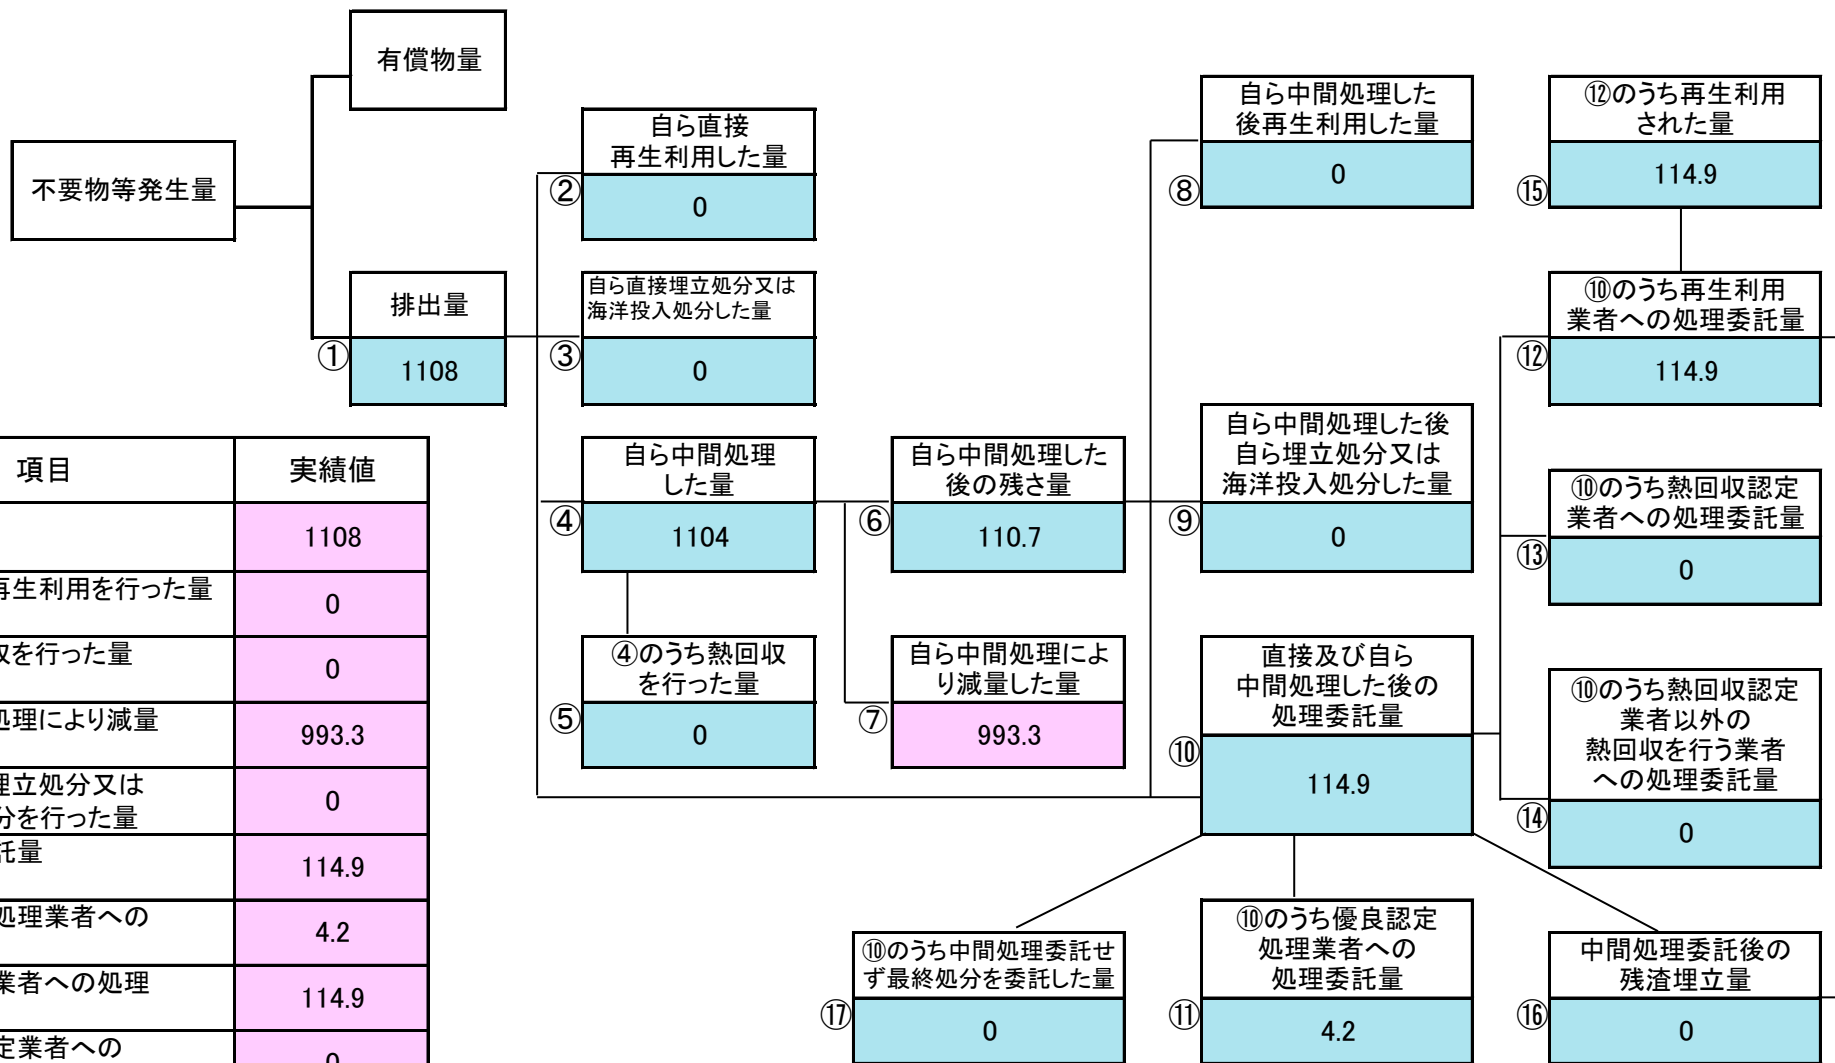 有償物量
不要物等発生量
排出量
①
1108
自ら直接
再生利用した量
②
0
自ら直接埋立処分又は
海洋投入処分した量
③
0
自ら中間処理
した量
④
1104
④のうち熱回収
を行った量
⑤
0
自ら中間処理した
後の残さ量
⑥
110.7
自ら中間処理によ
り減量した量
⑦
993.3
自ら中間処理した
後再生利用した量
⑧
0
自ら中間処理した後
自ら埋立処分又は
海洋投入処分した量
⑨
0
直接及び自ら
中間処理した後の
処理委託量
⑩
114.9
⑫のうち再生利用
された量
⑮
114.9
⑩のうち再生利用
業者への処理委託量
⑫
114.9
⑩のうち熱回収認定
業者への処理委託量
⑬
0
⑩のうち熱回収認定
業者以外の
熱回収を行う業者
への処理委託量
⑭
0
⑩のうち中間処理委託せ
ず最終処分を委託した量
⑰
0
⑩のうち優良認定
処理業者への
処理委託量
⑪
4.2
中間処理委託後の
残渣埋立量
⑯
0
項目 実績値
1108
再生利用を行った量 0
収を行った量 0
処理により減量 993.3
埋立処分又は
分を行った量 0
託量 114.9
処理業者への 4.2
業者への処理 114.9
定業者への 0